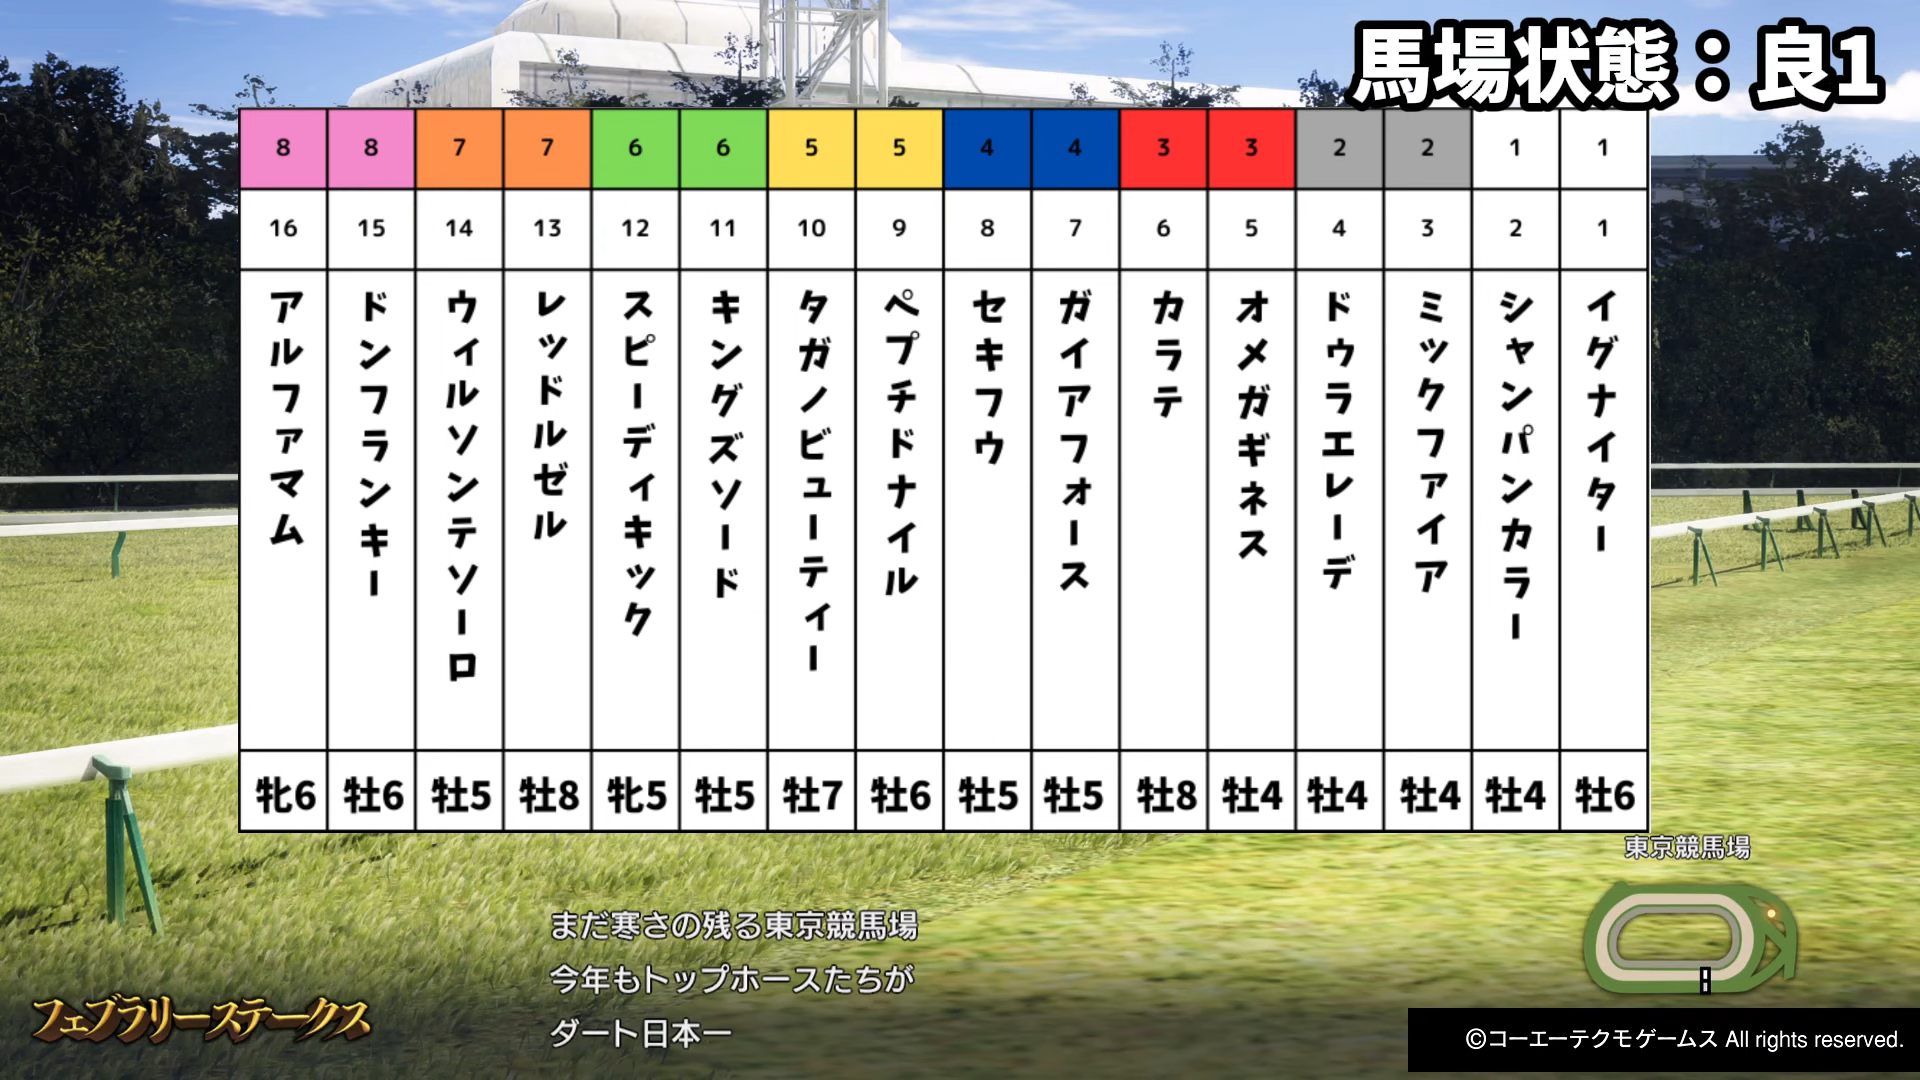 馬場状態：良1
8 8 7 7 6 6 5 5 4 4 3 3 2 2 1 1
16 15 14 13 12 11 10 9 8 7 6 5 4 3 2 1
イグナイター
シャンパンカラー
ミックファイア
ドゥラエレーデ
オメガギネス
カラテ
ガイアフォース
セキフウ
ペプチドナイル
タガノビューティー
キングズソード
スピーディキック
レッドルゼル
ウィルソンテソーロ
ドンフランキー
アルファマム
牝6 牡6 牡5 牡8 牝5 牡5 牡7 牡6 牡5 牡5 牡8 牡4 牡4 牡4 牡4 牡6
東京競馬場
まだ寒さの残る東京競馬場
今年もトップホースたちが
ダート日本一
フェブラリーステークス
©コーエーテクモゲームス All rights reserved.